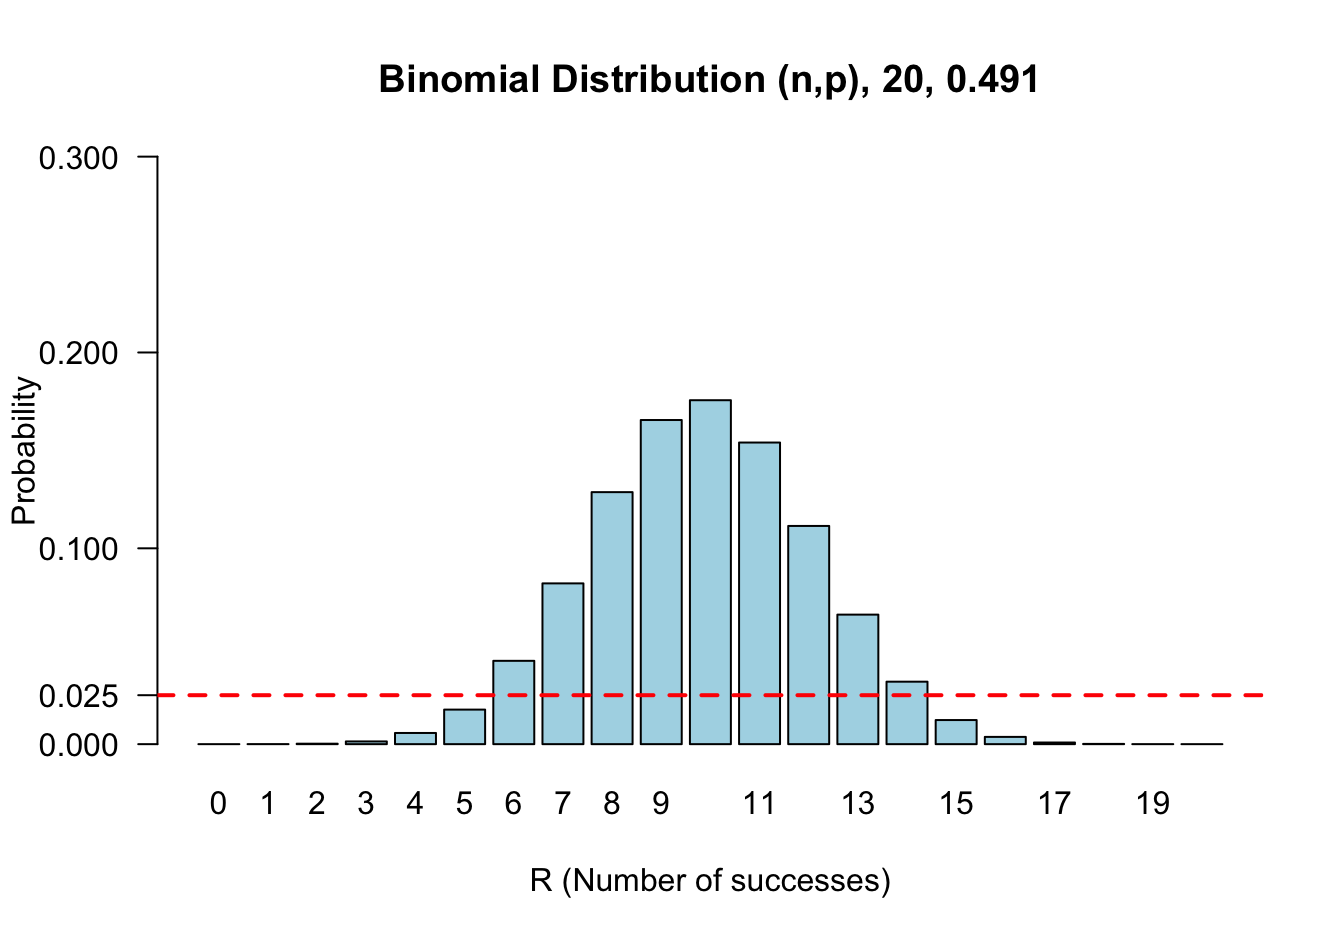 Binomial Distribution (n,p), 20, 0.491
Probability
0.300
0.200
0.100
0.025
0.000
0 1 2 3 4 5 6 7 8 9 11 13 15 17 19
R (Number of successes)